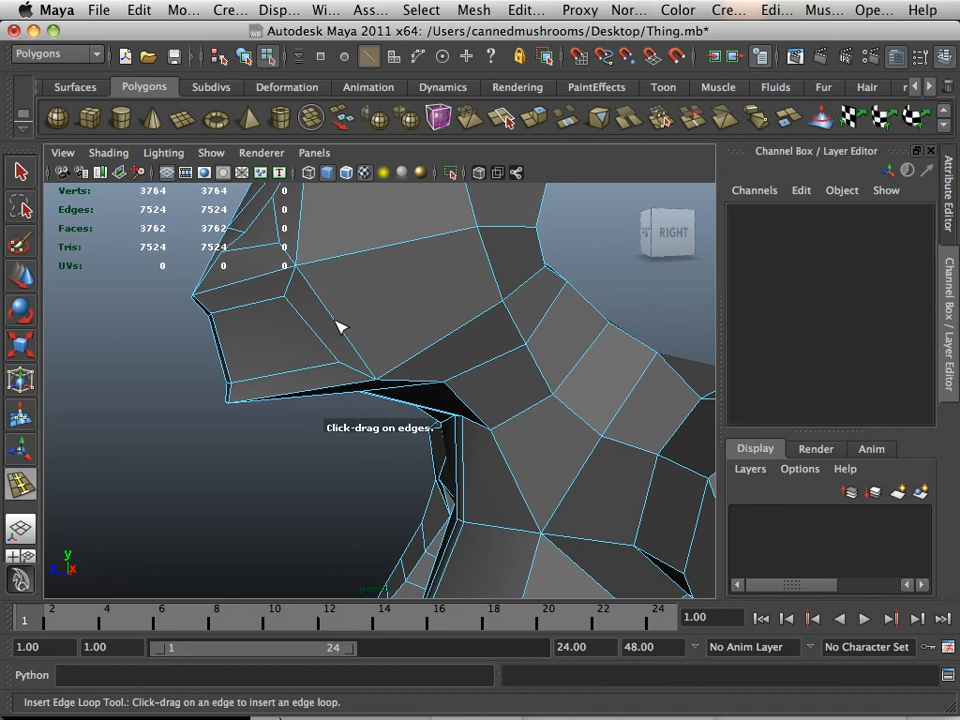 Maya File Edit Mo... Cre... Disp... Wi... Ass... Select Mesh Edit... Proxy Nor... Color Cre... Edi... Mus... Ope... Help
Autodesk Maya 2011 x64: /Users/cannedmushrooms/Desktop/Thing.mb*
Polygons
Surfaces Polygons Subdivs Deformation Animation Dynamics Rendering PaintEffects Toon Muscle Fluids Fur Hair
View Shading Lighting Show Renderer Panels
Channel Box / Layer Editor
Channels Edit Object Show
Verts: 3764 3764 0
Edges: 7524 7524 0
Faces: 3762 3762 0
Tris: 7524 7524 0
UVs: 0 0 0
RIGHT
Click-drag on edges.
persp
y
z x
Attribute Editor
Channel Box / Layer Editor
Display Render Anim
Layers Options Help
1 2 4 6 8 10 12 14 16 18 20 22 24 1.00
1.00 1.00 1 24 24.00 48.00 No Anim Layer No Character Set
Python
Insert Edge Loop Tool.: Click-drag on an edge to insert an edge loop.